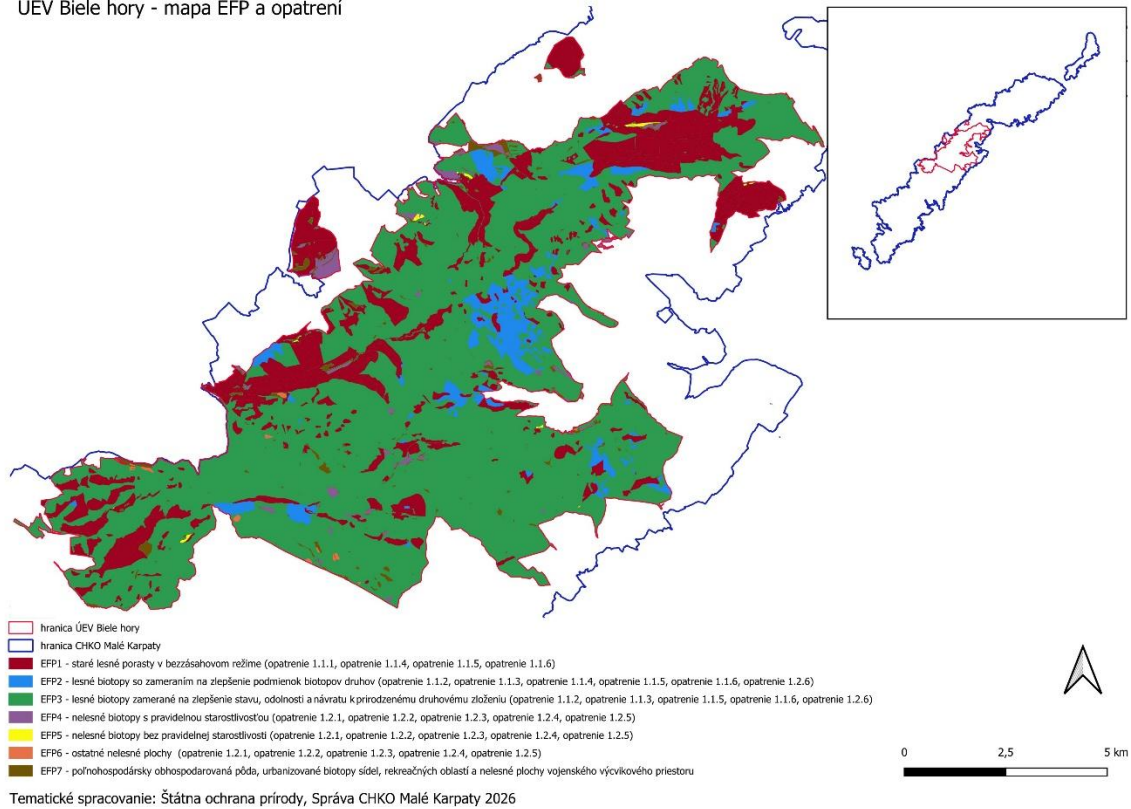 ÚEV Biele hory - mapa EFP a opatrení
hranica ÚEV Biele hory
hranica CHKO Malé Karpaty
EFP1 - staré lesné porasty v bezzásahovom režime (opatrenie 1.1.1, opatrenie 1.1.4, opatrenie 1.1.5, opatrenie 1.1.6)
EFP2 - lesné biotopy so zameraním na zlepšenie podmienok biotopov druhov (opatrenie 1.1.2, opatrenie 1.1.3, opatrenie 1.1.4, opatrenie 1.1.5, opatrenie 1.1.6, opatrenie 1.2.6)
EFP3 - lesné biotopy zamerané na zlepšenie stavu, odolnosti a návratu k prirodzenému druhovému zloženiu (opatrenie 1.1.2, opatrenie 1.1.3, opatrenie 1.1.5, opatrenie 1.1.6, opatrenie 1.2.6)
EFP4 - nelesné biotopy s pravidelnou starostlivosťou (opatrenie 1.2.1, opatrenie 1.2.2, opatrenie 1.2.3, opatrenie 1.2.4, opatrenie 1.2.5)
EFP5 - nelesné biotopy bez pravidelnej starostlivosti (opatrenie 1.2.1, opatrenie 1.2.2, opatrenie 1.2.3, opatrenie 1.2.4, opatrenie 1.2.5)
EFP6 - ostatné nelesné plochy (opatrenie 1.2.1, opatrenie 1.2.2, opatrenie 1.2.3, opatrenie 1.2.4, opatrenie 1.2.5)
EFP7 - poľnohospodársky obhospodarovaná pôda, urbanizované biotopy sídel, rekreačných oblastí a nelesné plochy vojenského výcvikového priestoru
0 2,5 5 km
Tematické spracovanie: Štátna ochrana prírody, Správa CHKO Malé Karpaty 2026